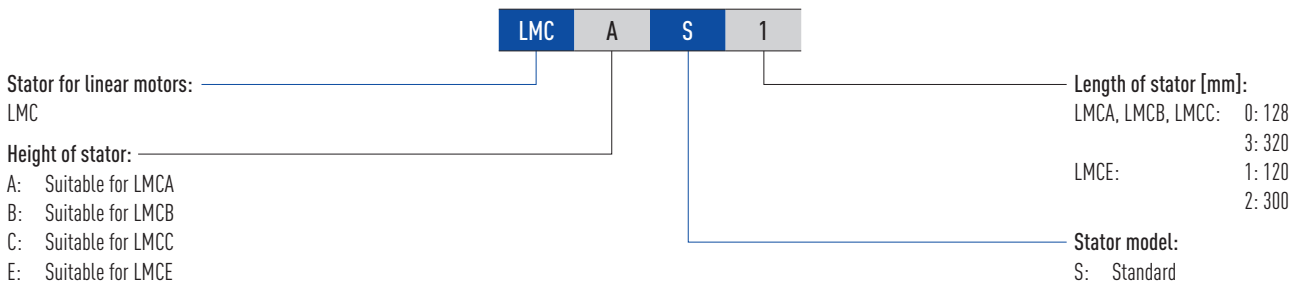 LMC A S 1
Stator for linear motors:
LMC
Height of stator:
A: Suitable for LMCA
B: Suitable for LMCB
C: Suitable for LMCC
E: Suitable for LMCE
Length of stator [mm]:
LMCA, LMCB, LMCC: 0: 128
3: 320
LMCE: 1: 120
2: 300
Stator model:
S: Standard